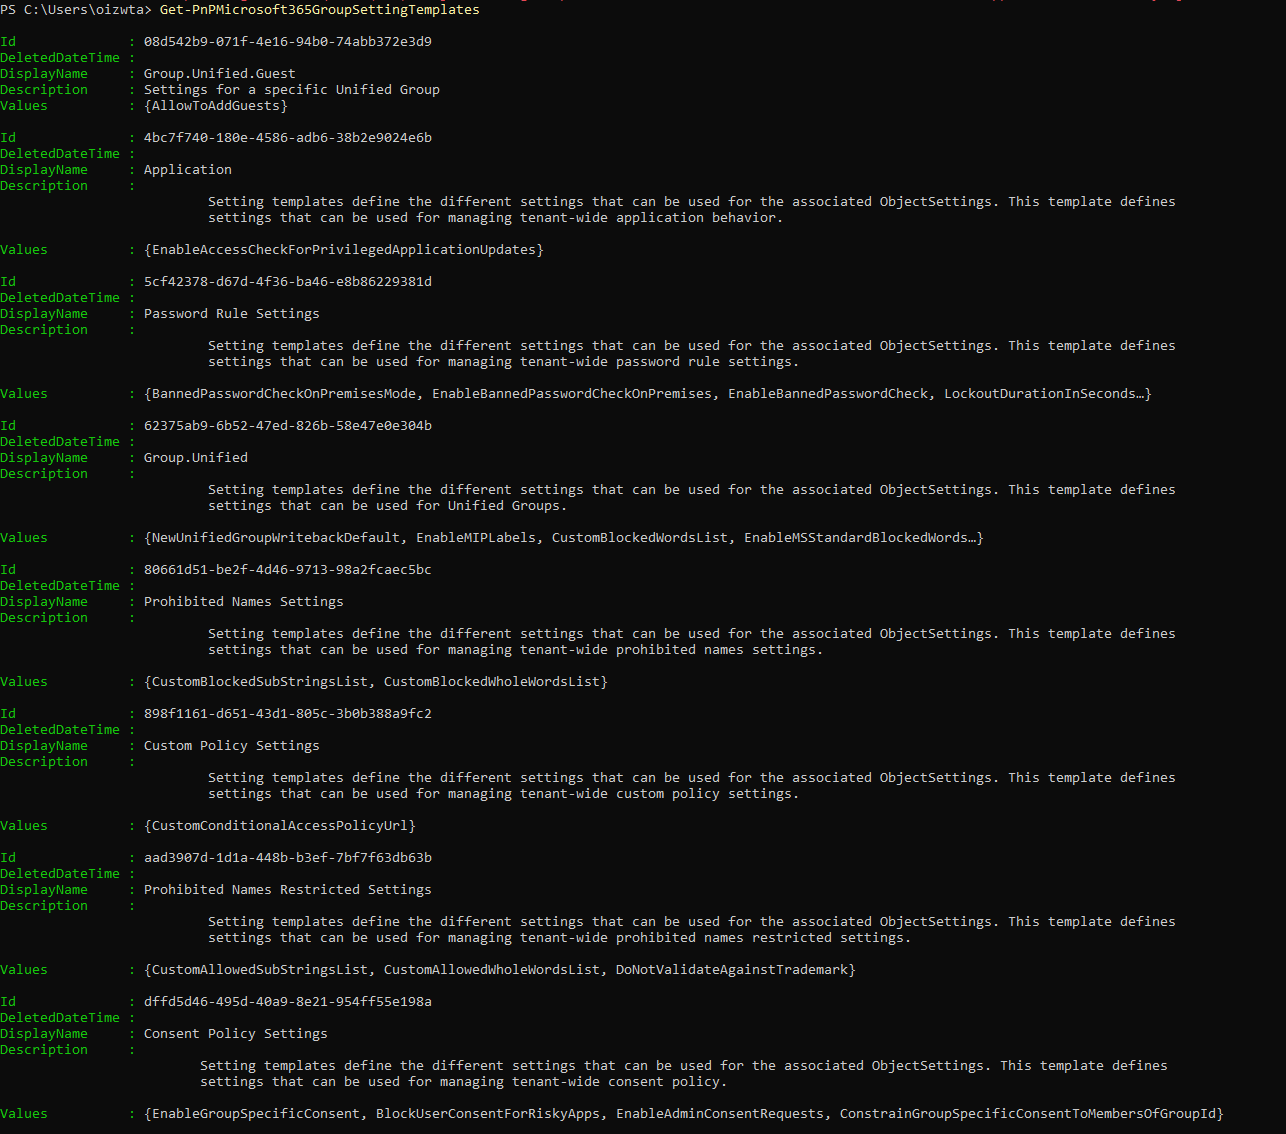 PS C:\Users\oizwta> Get-PnPMicrosoft365GroupSettingTemplates
Id              : 08d542b9-071f-4e16-94b0-74abb372e3d9
DeletedDateTime :
DisplayName     : Group.Unified.Guest
Description     : Settings for a specific Unified Group
Values          : {AllowToAddGuests}
Id              : 4bc7f740-180e-4586-adb6-38b2e9024e6b
DeletedDateTime :
DisplayName     : Application
Description     :
Setting templates define the different settings that can be used for the associated ObjectSettings. This template defines
settings that can be used for managing tenant-wide application behavior.
Values          : {EnableAccessCheckForPrivilegedApplicationUpdates}
Id              : 5cf42378-d67d-4f36-ba46-e8b86229381d
DeletedDateTime :
DisplayName     : Password Rule Settings
Description     :
Setting templates define the different settings that can be used for the associated ObjectSettings. This template defines
settings that can be used for managing tenant-wide password rule settings.
Values          : {BannedPasswordCheckOnPremisesMode, EnableBannedPasswordCheckOnPremises, EnableBannedPasswordCheck, LockoutDurationInSeconds…}
Id              : 62375ab9-6b52-47ed-826b-58e47e0e304b
DeletedDateTime :
DisplayName     : Group.Unified
Description     :
Setting templates define the different settings that can be used for the associated ObjectSettings. This template defines
settings that can be used for Unified Groups.
Values          : {NewUnifiedGroupWritebackDefault, EnableMIPLabels, CustomBlockedWordsList, EnableMSStandardBlockedWords…}
Id              : 80661d51-be2f-4d46-9713-98a2fcaec5bc
DeletedDateTime :
DisplayName     : Prohibited Names Settings
Description     :
Setting templates define the different settings that can be used for the associated ObjectSettings. This template defines
settings that can be used for managing tenant-wide prohibited names settings.
Values          : {CustomBlockedSubStringsList, CustomBlockedWholeWordsList}
Id              : 898f1161-d651-43d1-805c-3b0b388a9fc2
DeletedDateTime :
DisplayName     : Custom Policy Settings
Description     :
Setting templates define the different settings that can be used for the associated ObjectSettings. This template defines
settings that can be used for managing tenant-wide custom policy settings.
Values          : {CustomConditionalAccessPolicyUrl}
Id              : aad3907d-1d1a-448b-b3ef-7bf7f63db63b
DeletedDateTime :
DisplayName     : Prohibited Names Restricted Settings
Description     :
Setting templates define the different settings that can be used for the associated ObjectSettings. This template defines
settings that can be used for managing tenant-wide prohibited names restricted settings.
Values          : {CustomAllowedSubStringsList, CustomAllowedWholeWordsList, DoNotValidateAgainstTrademark}
Id              : dffd5d46-495d-40a9-8e21-954ff55e198a
DeletedDateTime :
DisplayName     : Consent Policy Settings
Description     :
Setting templates define the different settings that can be used for the associated ObjectSettings. This template defines
settings that can be used for managing tenant-wide consent policy.
Values          : {EnableGroupSpecificConsent, BlockUserConsentForRiskyApps, EnableAdminConsentRequests, ConstrainGroupSpecificConsentToMembersOfGroupId}